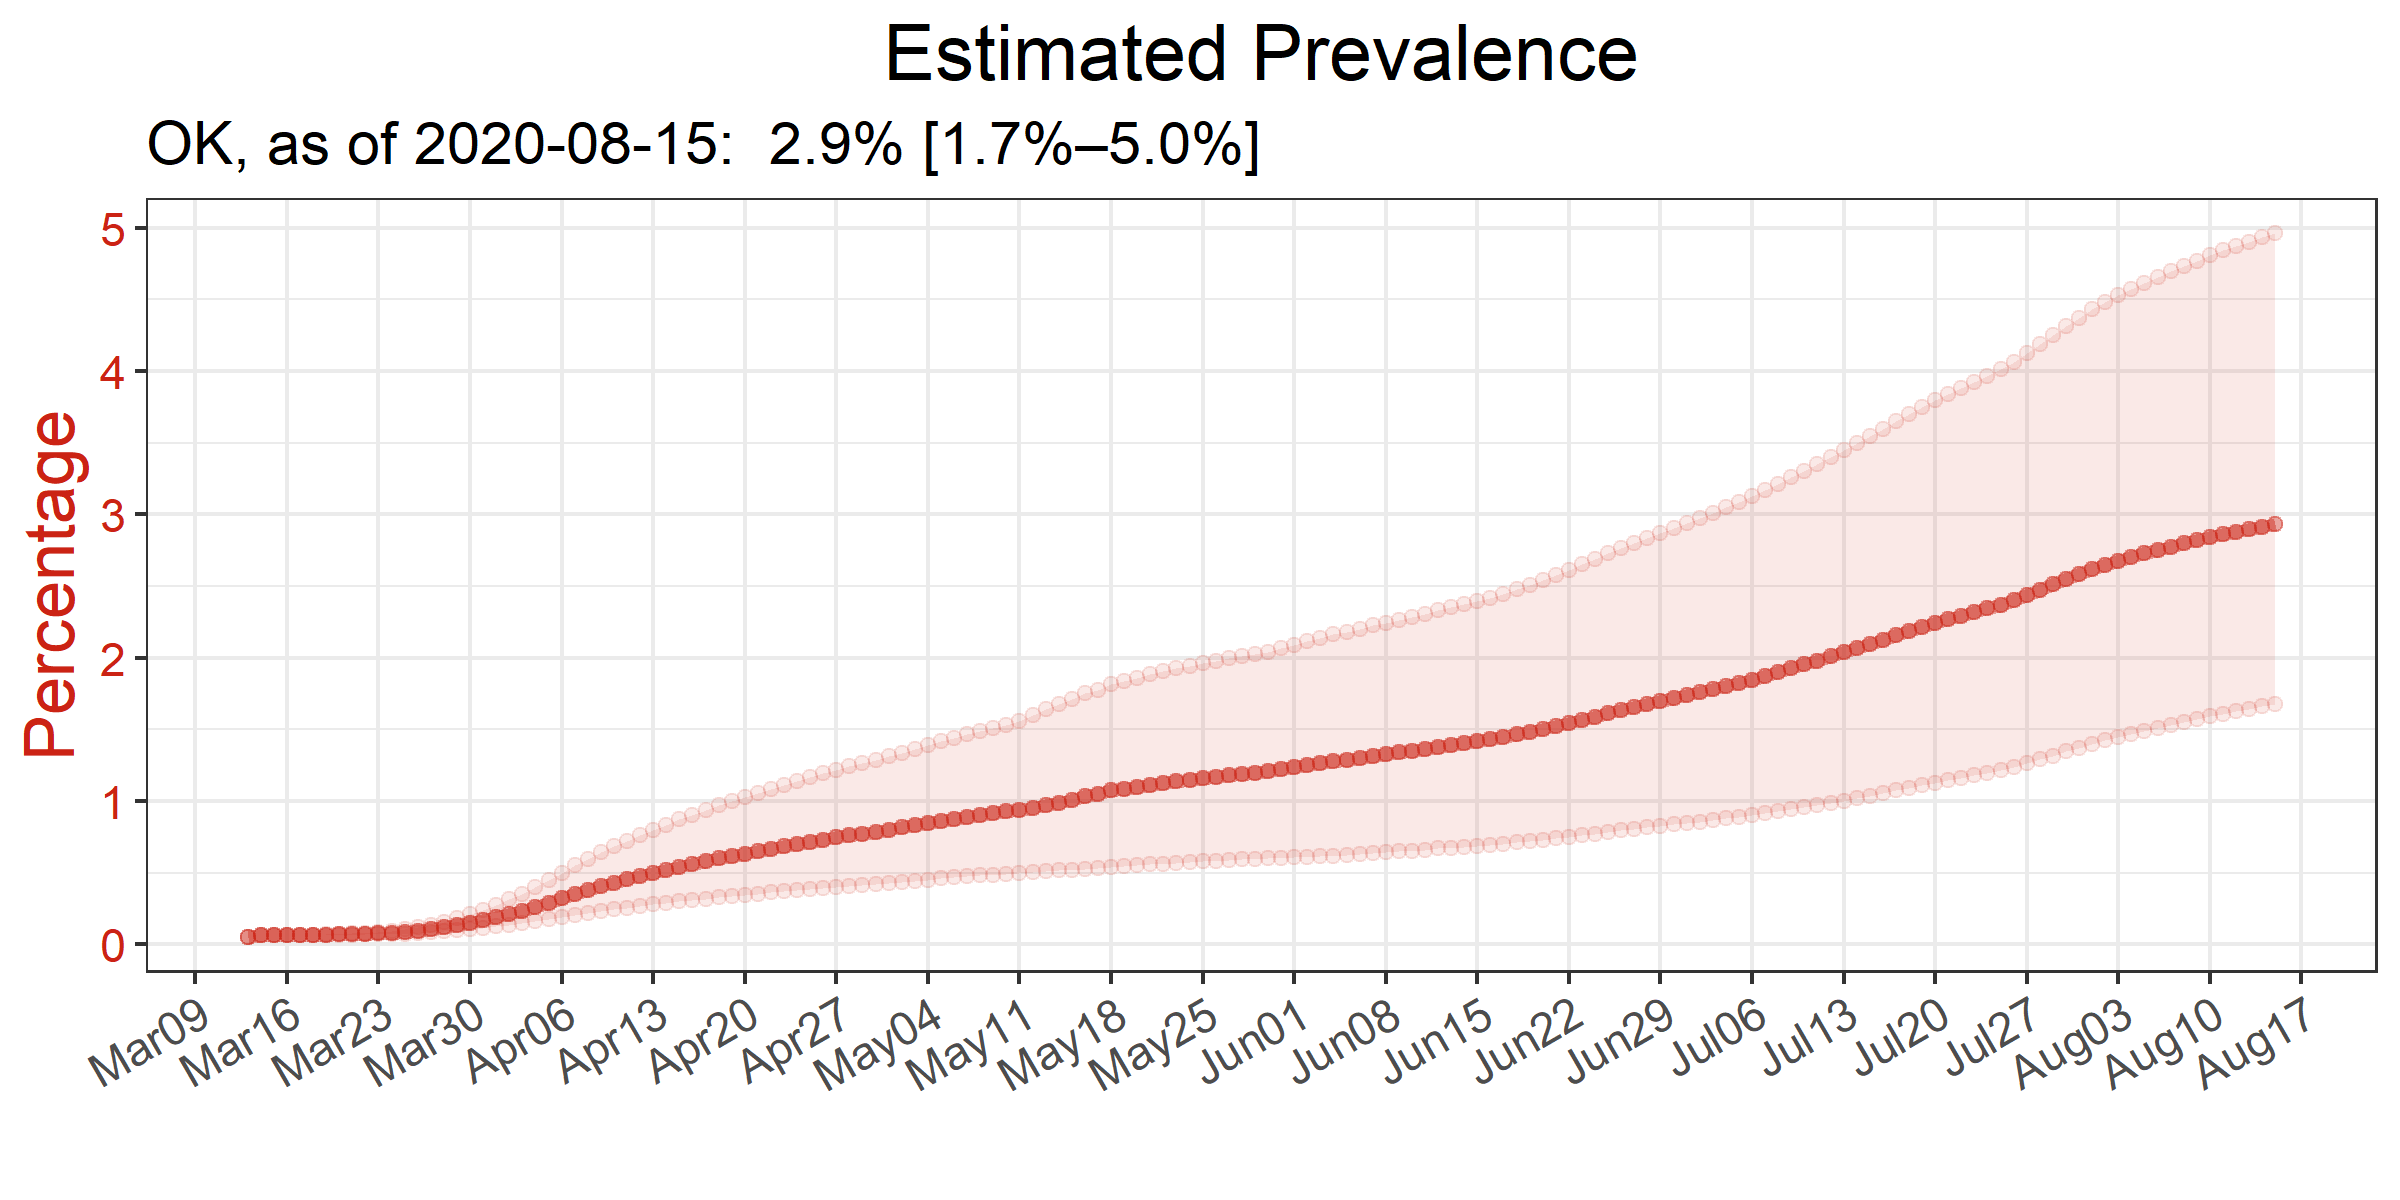 Estimated Prevalence
OK, as of 2020-08-15:  2.9% [1.7%–5.0%]
Percentage
5
4
3
2
1
0
Mar09
Mar16
Mar23
Mar30
Apr06
Apr13
Apr20
Apr27
May04
May11
May18
May25
Jun01
Jun08
Jun15
Jun22
Jun29
Jul06
Jul13
Jul20
Jul27
Aug03
Aug10
Aug17